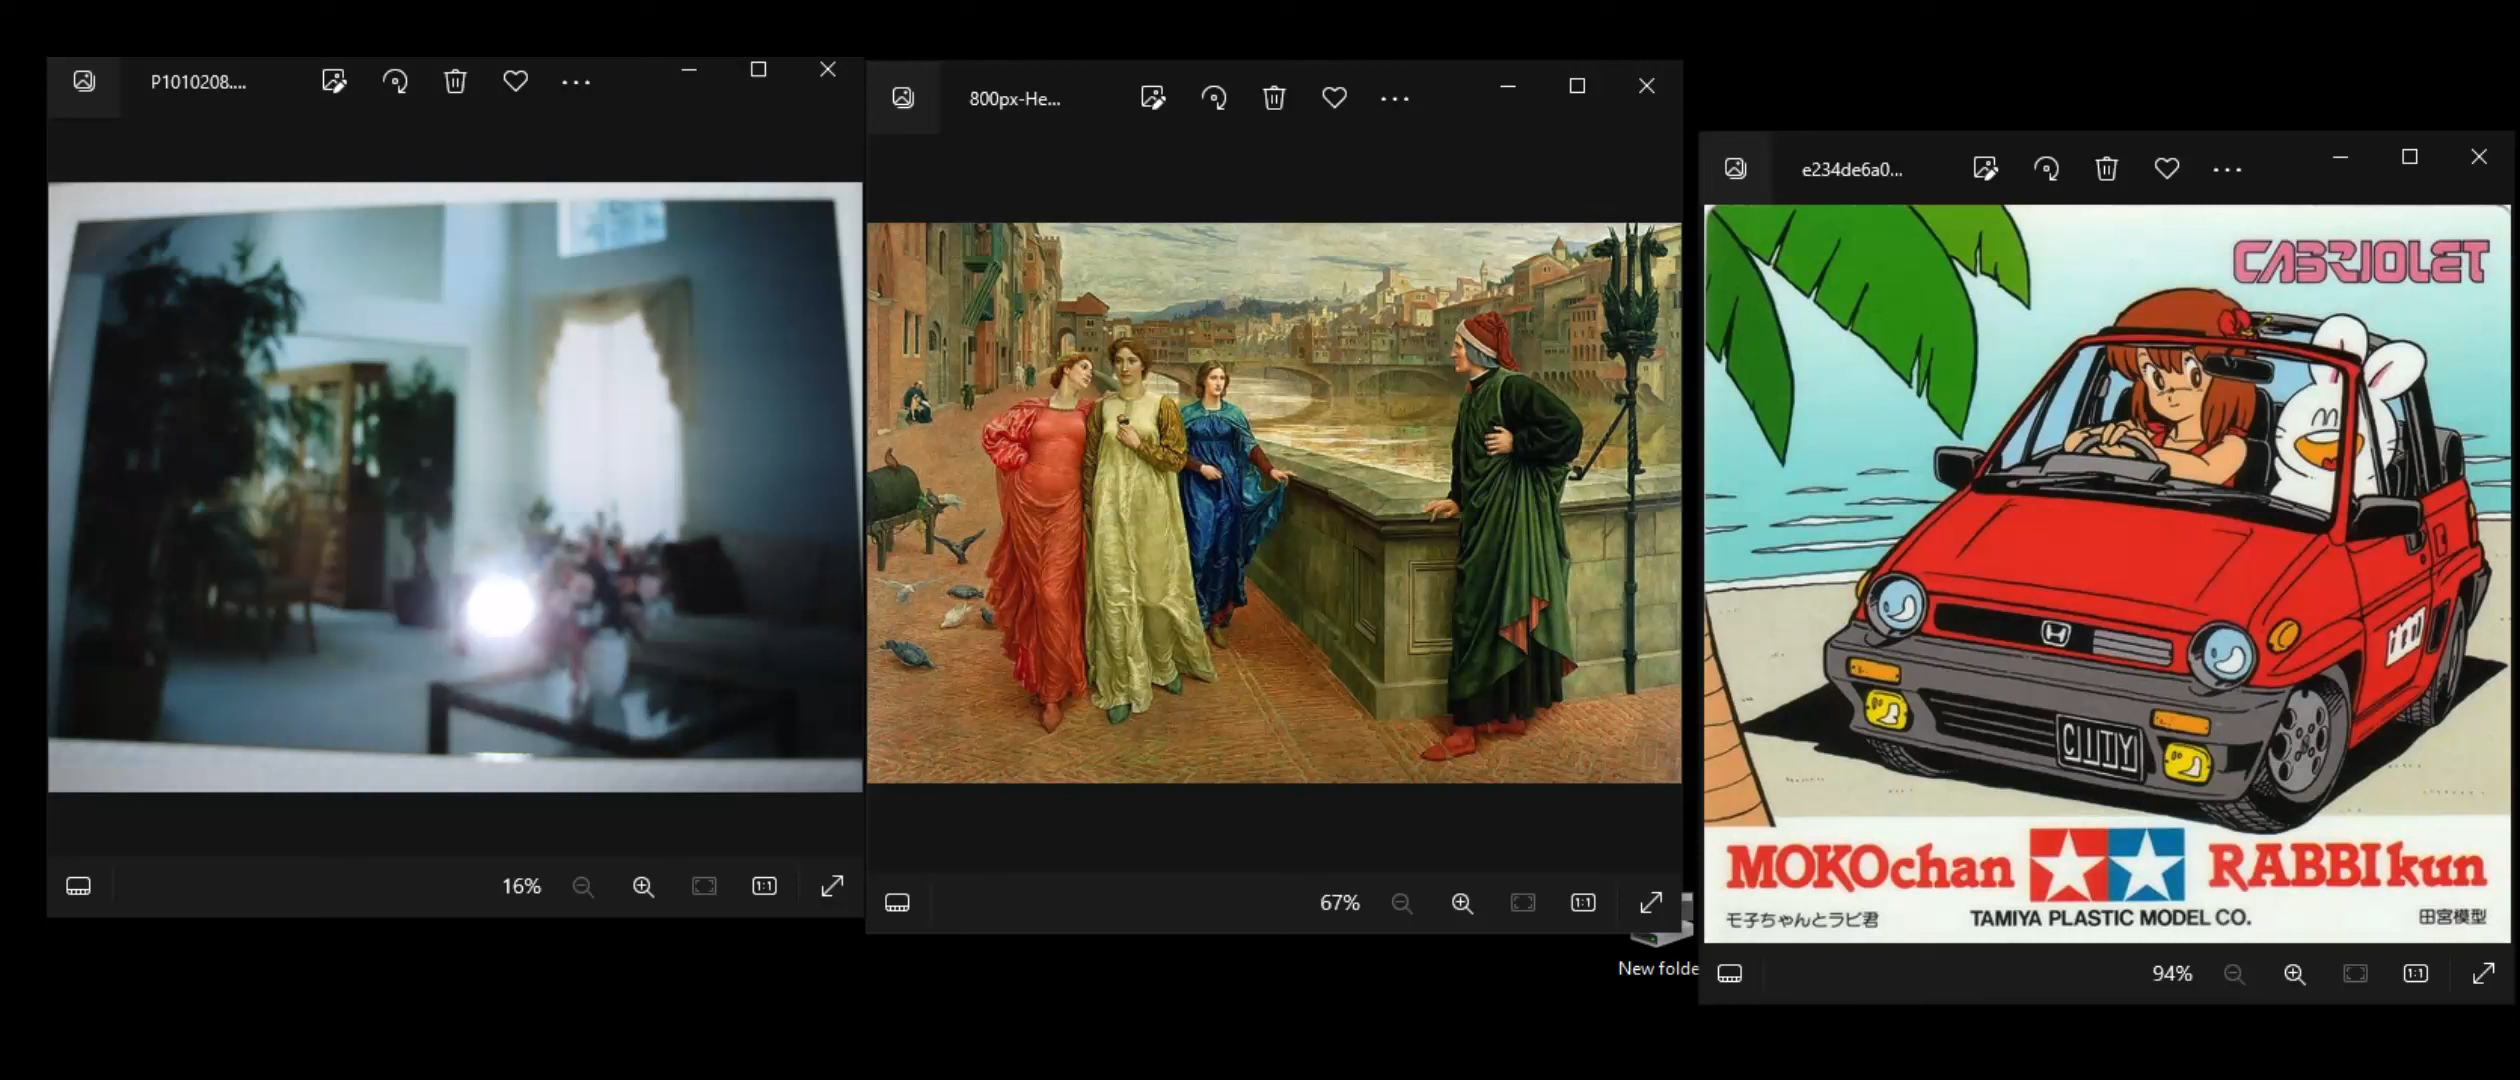 P1010208....
16%
800px-He...
67%
New folde
e234de6a0...
CABRIOLET
CITY
MOKOchan RABBIkun
モ子ちゃんとラビ君 TAMIYA PLASTIC MODEL CO. 田宮模型
94%